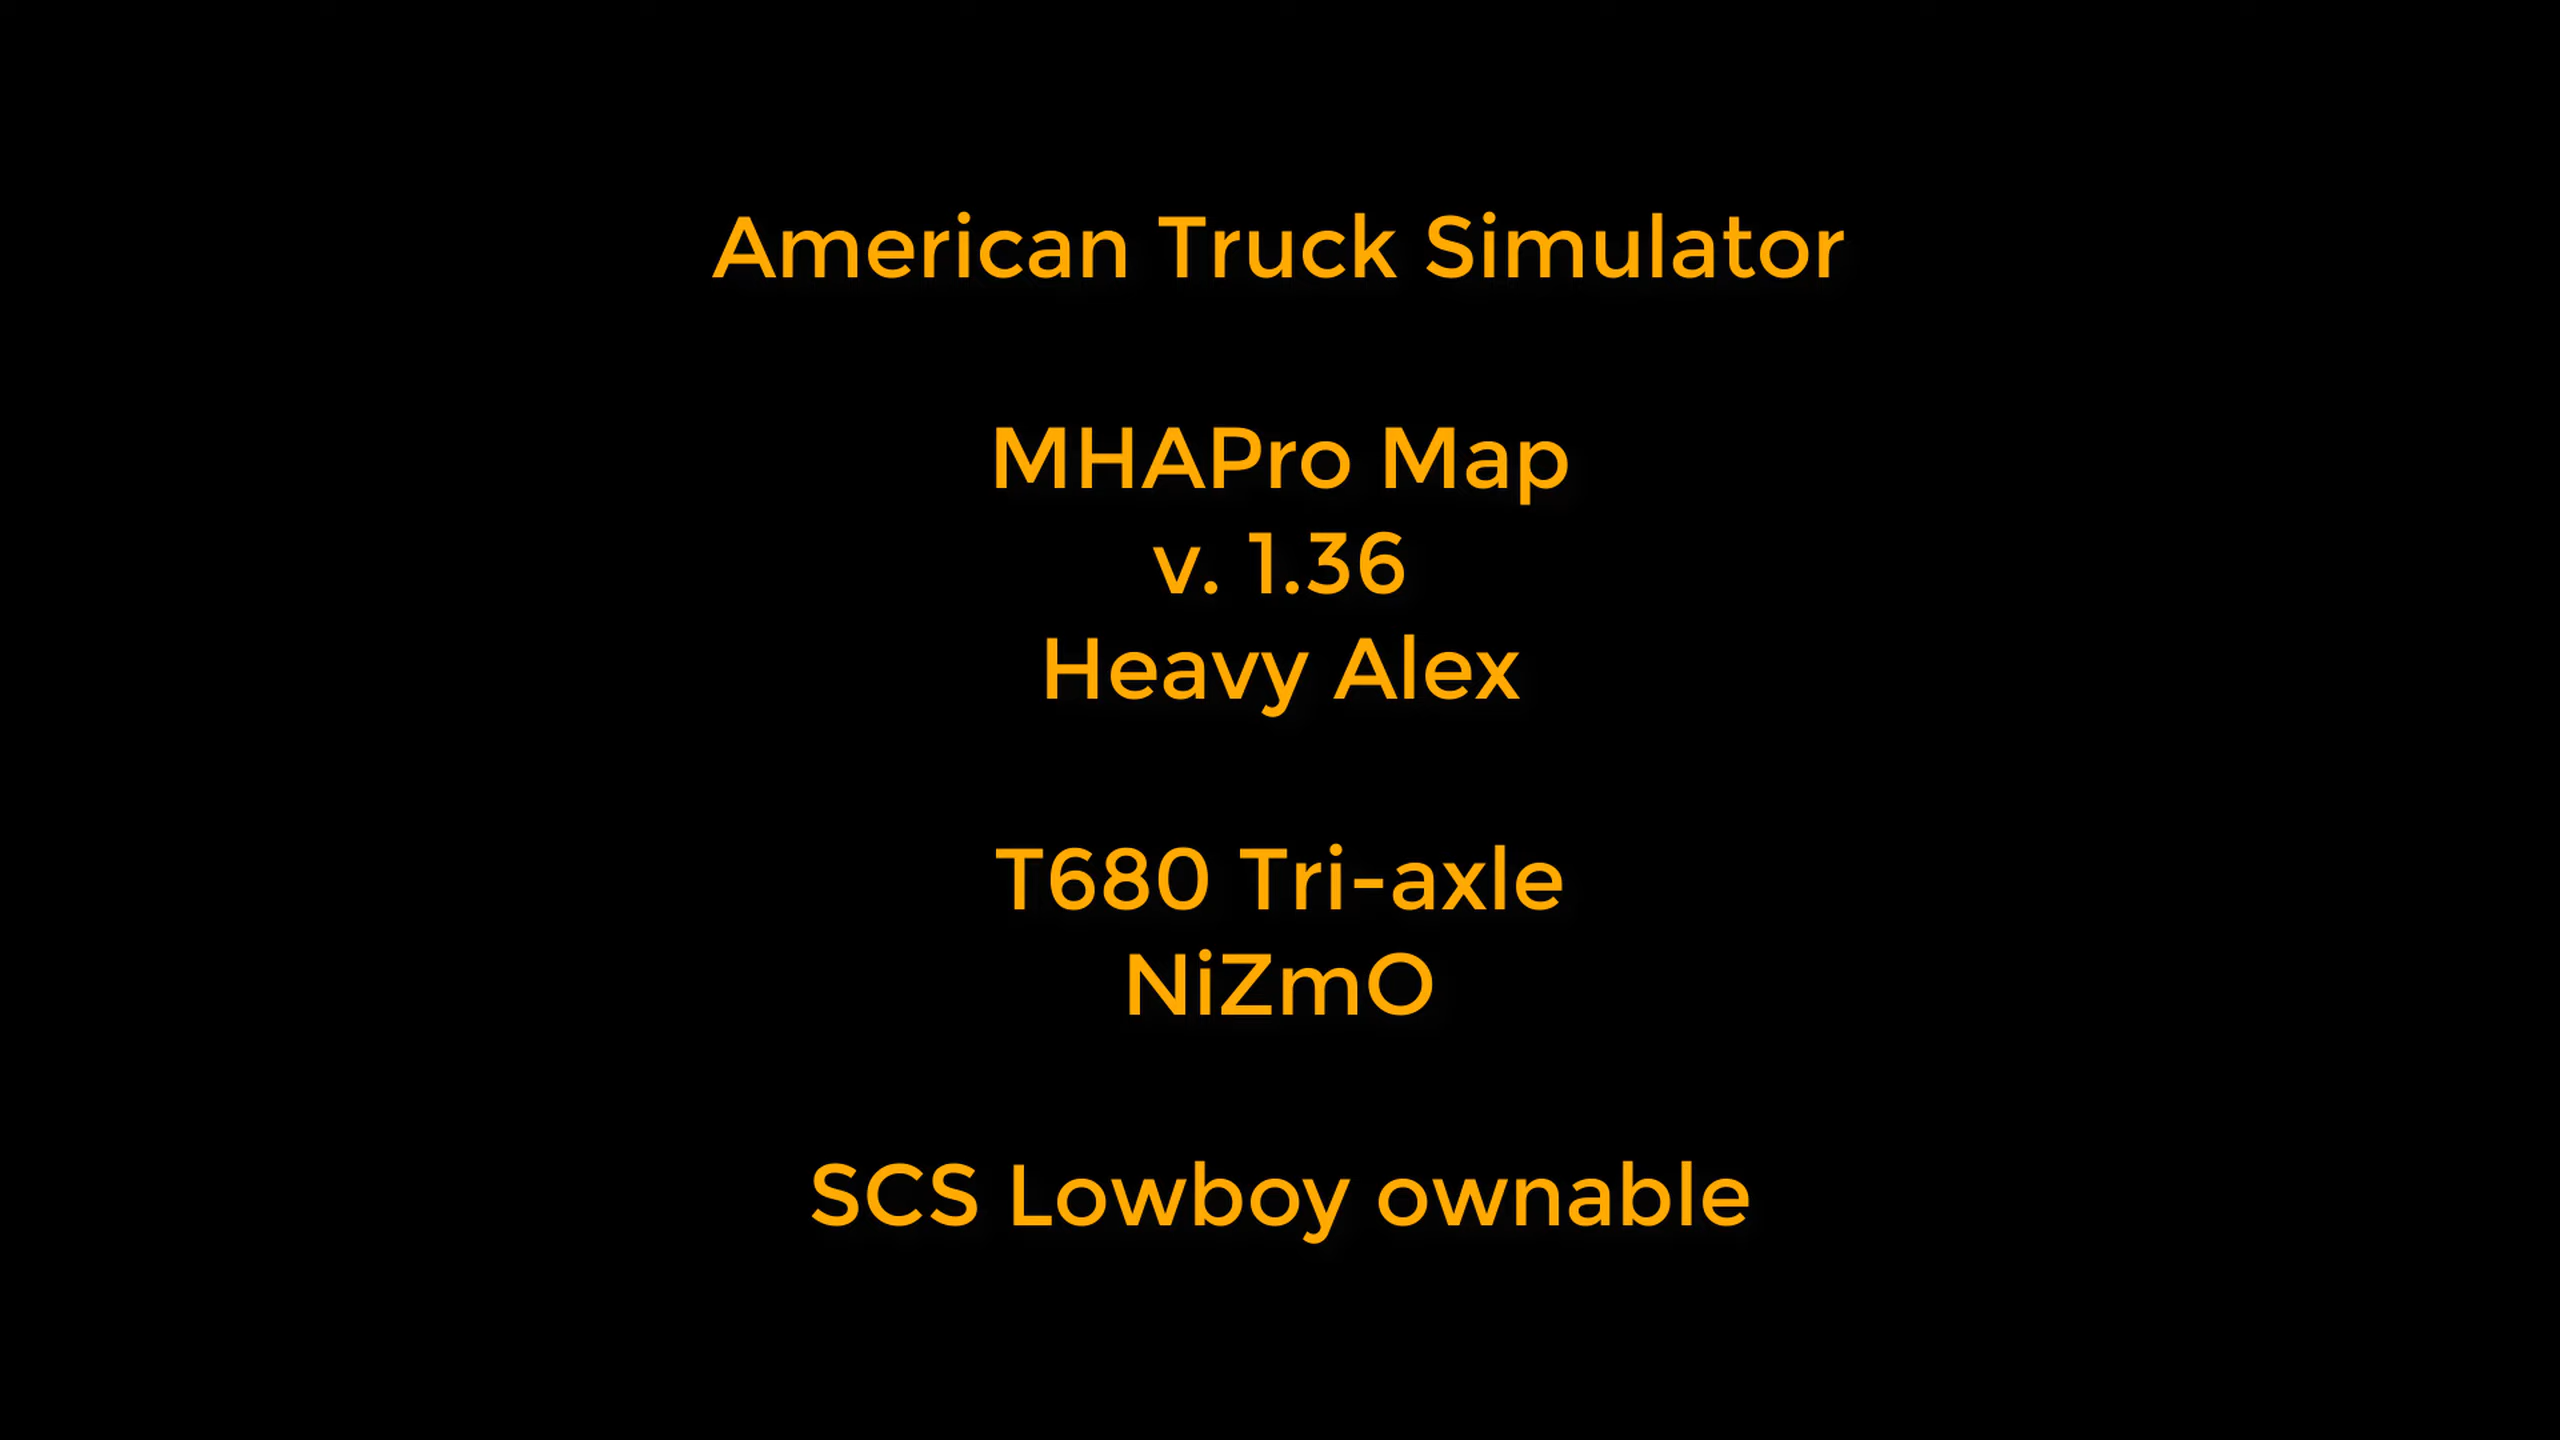 American Truck Simulator
MHAPro Map
v. 1.36
Heavy Alex
T680 Tri-axle
NiZmO
SCS Lowboy ownable